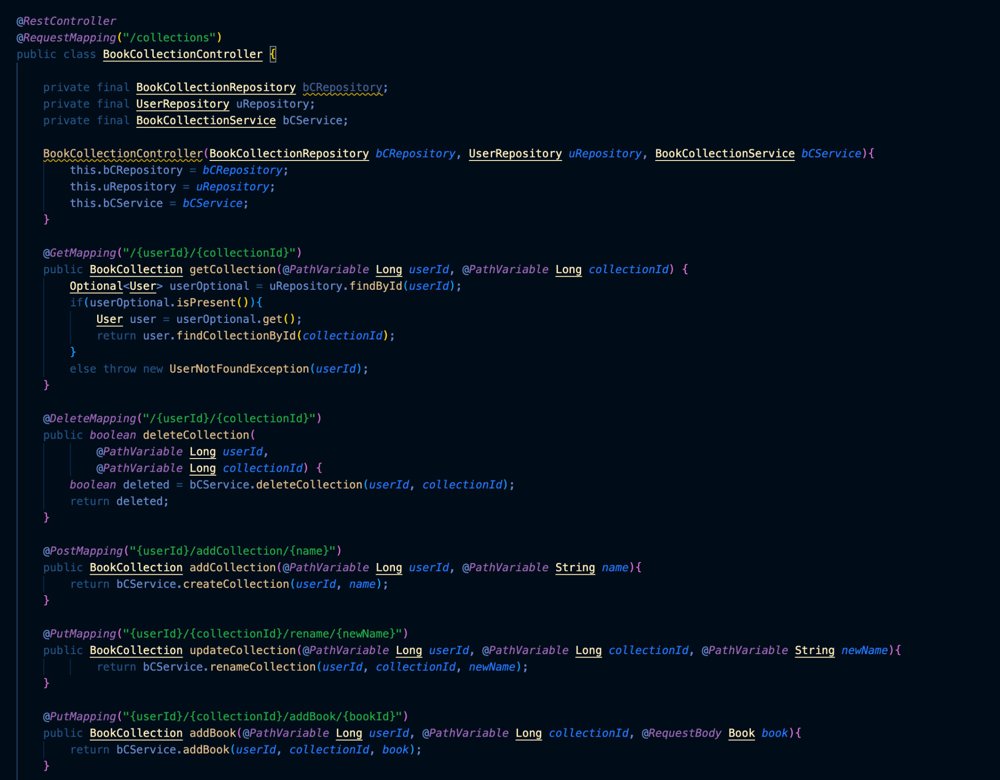 @RestController
@RequestMapping("/collections")
public class BookCollectionController {
private final BookCollectionRepository bCRepository;
private final UserRepository uRepository;
private final BookCollectionService bCService;
BookCollectionController(BookCollectionRepository bCRepository, UserRepository uRepository, BookCollectionService bCService){
this.bCRepository = bCRepository;
this.uRepository = uRepository;
this.bCService = bCService;
}
@GetMapping("/{userId}/{collectionId}")
public BookCollection getCollection(@PathVariable Long userId, @PathVariable Long collectionId) {
Optional<User> userOptional = uRepository.findById(userId);
if(userOptional.isPresent()){
User user = userOptional.get();
return user.findCollectionById(collectionId);
}
else throw new UserNotFoundException(userId);
}
@DeleteMapping("/{userId}/{collectionId}")
public boolean deleteCollection(
@PathVariable Long userId,
@PathVariable Long collectionId) {
boolean deleted = bCService.deleteCollection(userId, collectionId);
return deleted;
}
@PostMapping("{userId}/addCollection/{name}")
public BookCollection addCollection(@PathVariable Long userId, @PathVariable String name){
return bCService.createCollection(userId, name);
}
@PutMapping("{userId}/{collectionId}/rename/{newName}")
public BookCollection updateCollection(@PathVariable Long userId, @PathVariable Long collectionId, @PathVariable String newName){
return bCService.renameCollection(userId, collectionId, newName);
}
@PutMapping("{userId}/{collectionId}/addBook/{bookId}")
public BookCollection addBook(@PathVariable Long userId, @PathVariable Long collectionId, @RequestBody Book book){
return bCService.addBook(userId, collectionId, book);
}